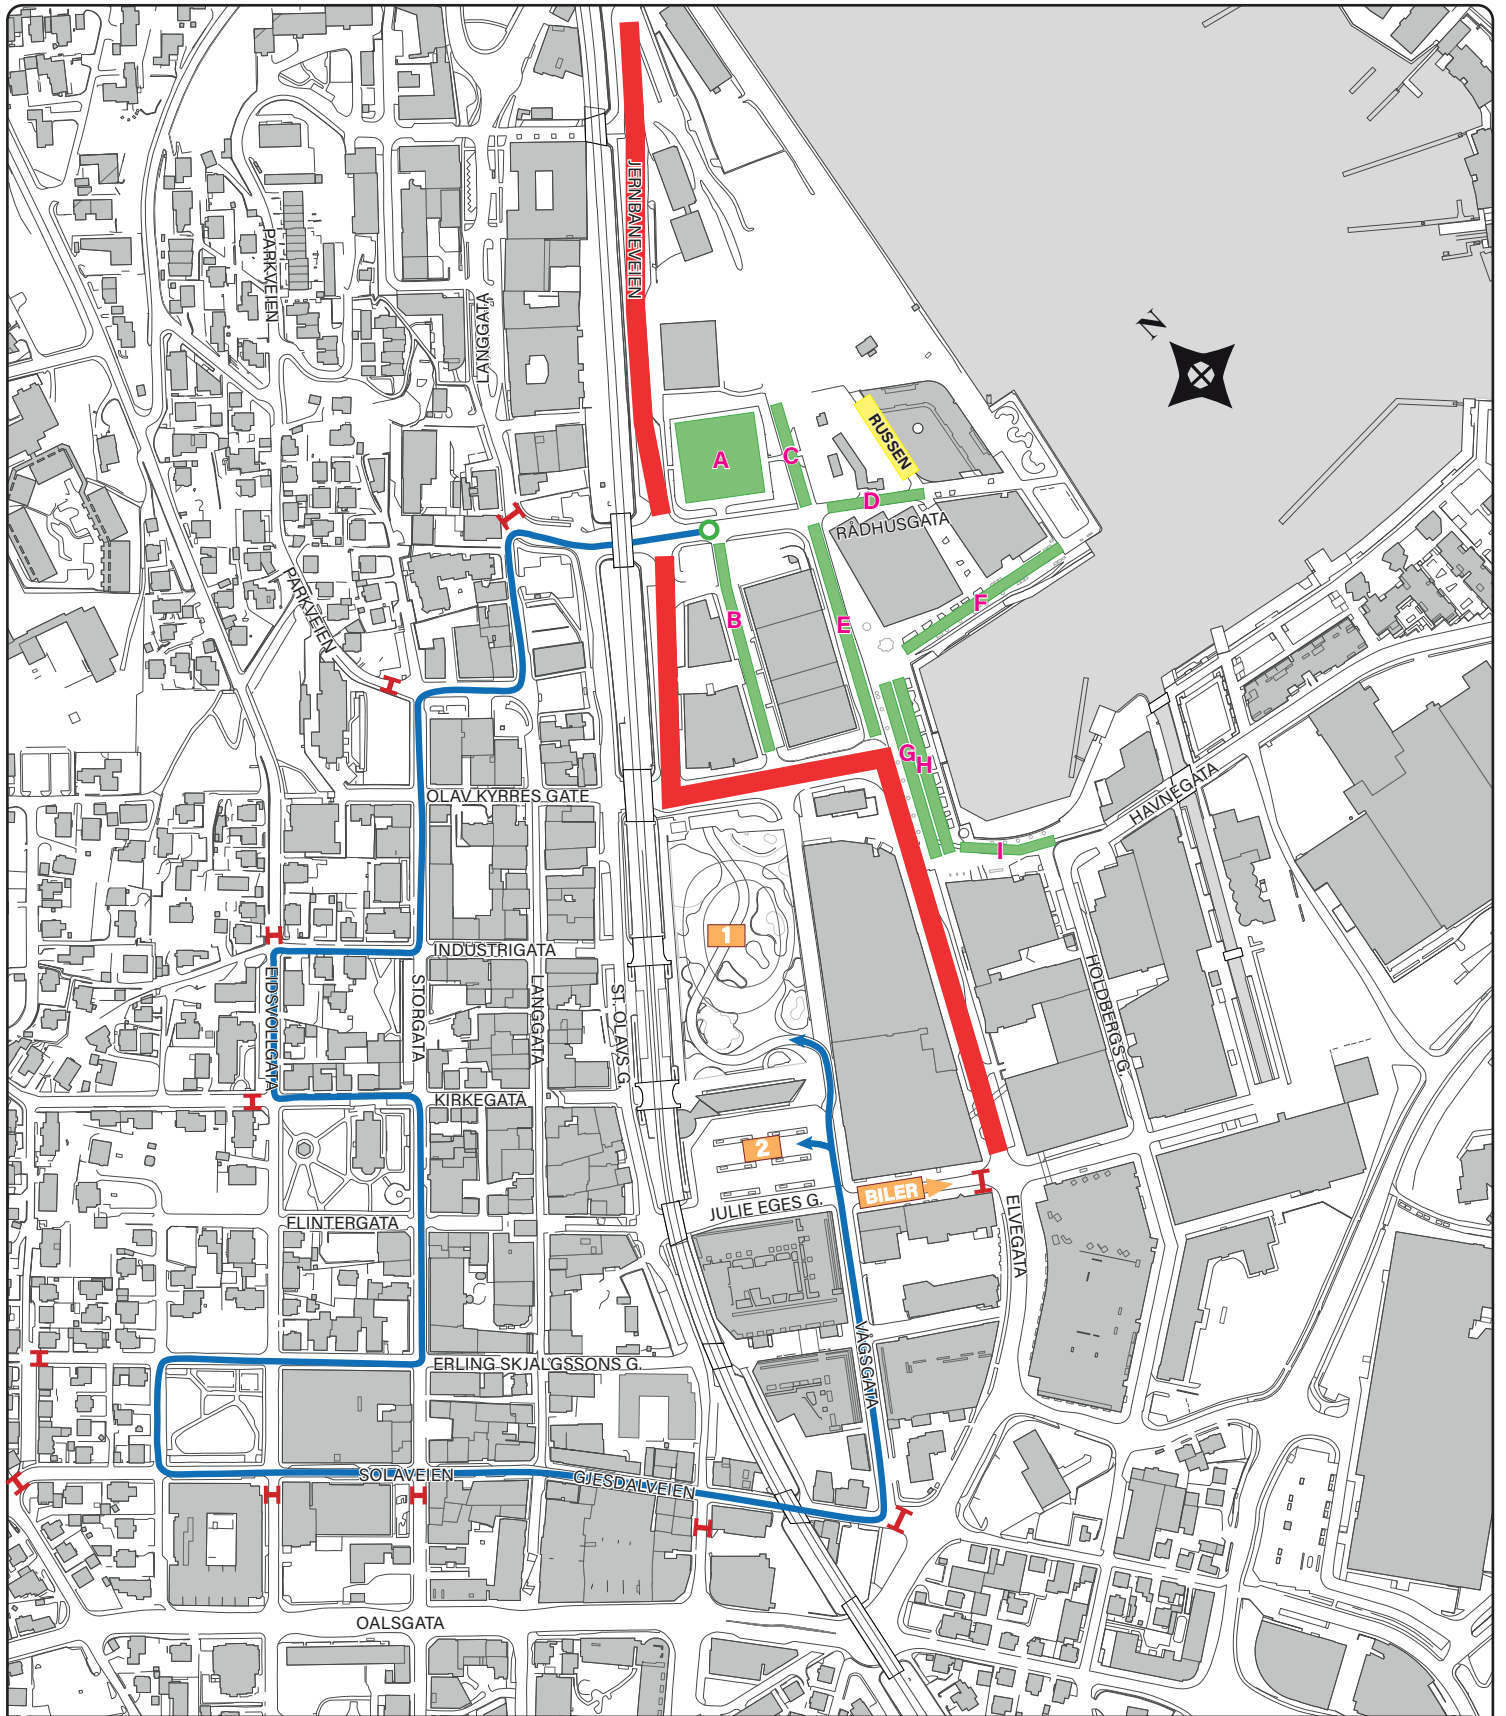 JERNBANEVEIEN
PARKVEIEN
LANGGATA
N
RUSSEN
A
C
D
RÅDHUSGATA
F
B
E
PARKVEIEN
G
H
I
HAVNEGATA
OLAV KYRRES GATE
1
INDUSTRIGATA
EIDSVOLLGATA
STORGATA
LANGGATA
ST. OLAVS G.
HOLDBERGS G.
KIRKEGATA
2
BILER
JULIE EGES G.
FLINTERGATA
ELVEGATA
VÅGSGATA
ERLING SKJALGSSONS G.
SOLAVEIEN
GJESDALVEIEN
OALSGATA